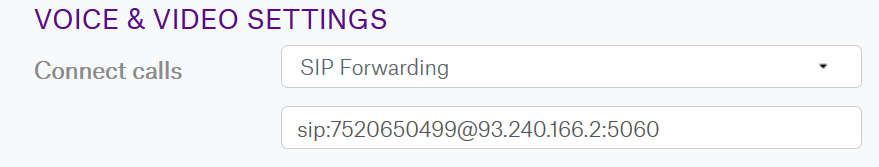 VOICE & VIDEO SETTINGS
Connect calls
SIP Forwarding
sip:7520650499@93.240.166.2:5060